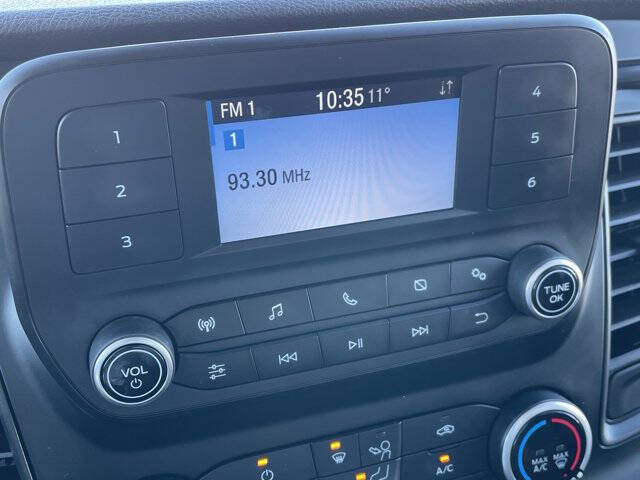 FM 1 10:35 11°
1
93.30 MHz
1
2
3
4
5
6
VOL
TUNE
OK
A/C
MAX
A/C
MAX